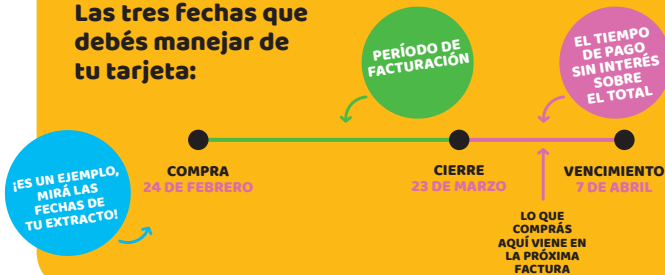 Las tres fechas que
debés manejar de
tu tarjeta:
PERÍODO DE
FACTURACIÓN
EL TIEMPO
DE PAGO
SIN INTERÉS
SOBRE
EL TOTAL
¡ES UN EJEMPLO,
MIRÁ LAS
FECHAS DE
TU EXTRACTO!
COMPRA
24 DE FEBRERO
CIERRE
23 DE MARZO
VENCIMIENTO
7 DE ABRIL
LO QUE
COMPRÁS
AQUÍ VIENE EN
LA PRÓXIMA
FACTURA